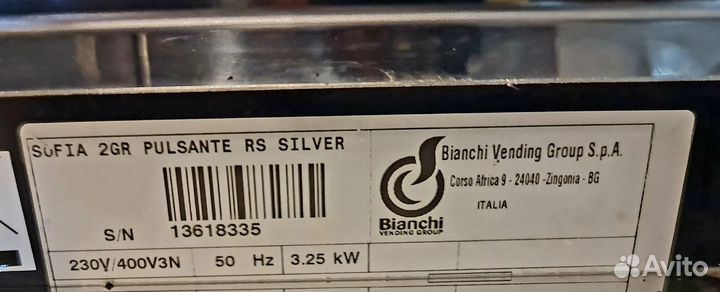 SOFIA 2GR PULSANTE RS SILVER
S/N 13618335
230V/400V3N 50 Hz 3.25 kW
Bianchi
VENDING GROUP
Bianchi Vending Group S.p.A.
Corso Africa 9 - 24040 -Zingonia - BG
ITALIA
Avito